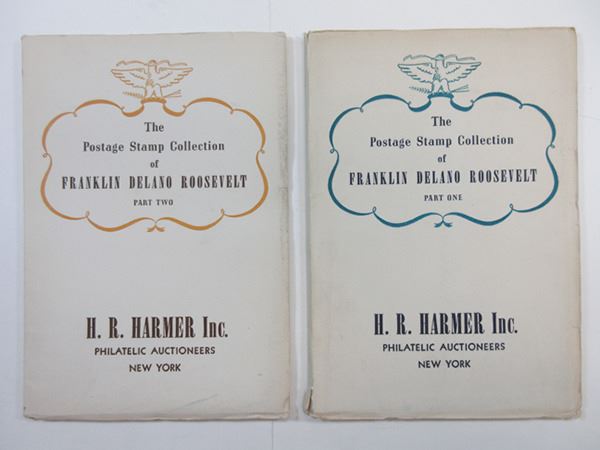 The
Postage Stamp Collection
of
FRANKLIN DELANO ROOSEVELT
PART TWO
H. R. HARMER Inc.
PHILATELIC AUCTIONEERS
NEW YORK
The
Postage Stamp Collection
of
FRANKLIN DELANO ROOSEVELT
PART ONE
H. R. HARMER Inc.
PHILATELIC AUCTIONEERS
NEW YORK